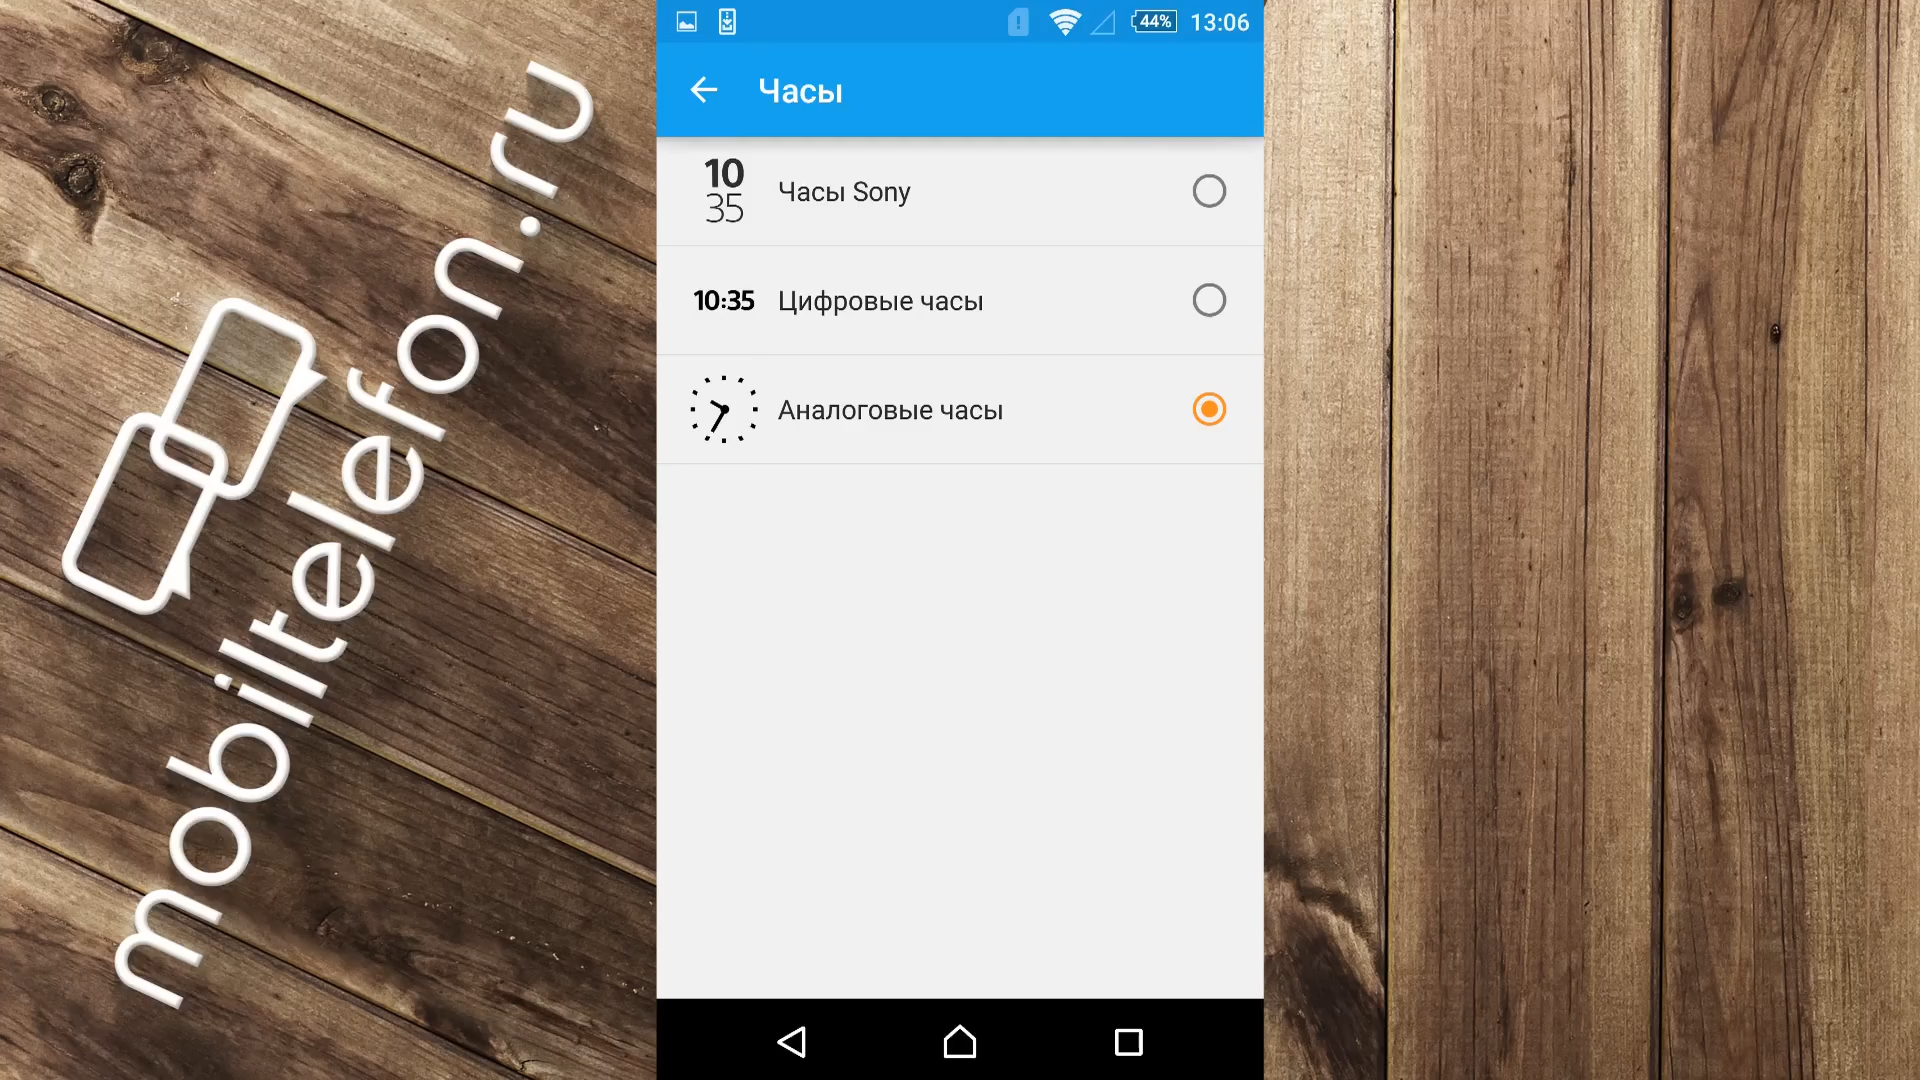 mobiltelefon.ru
44%
13:06
Часы
10
35
Часы Sony
10:35
Цифровые часы
Аналоговые часы